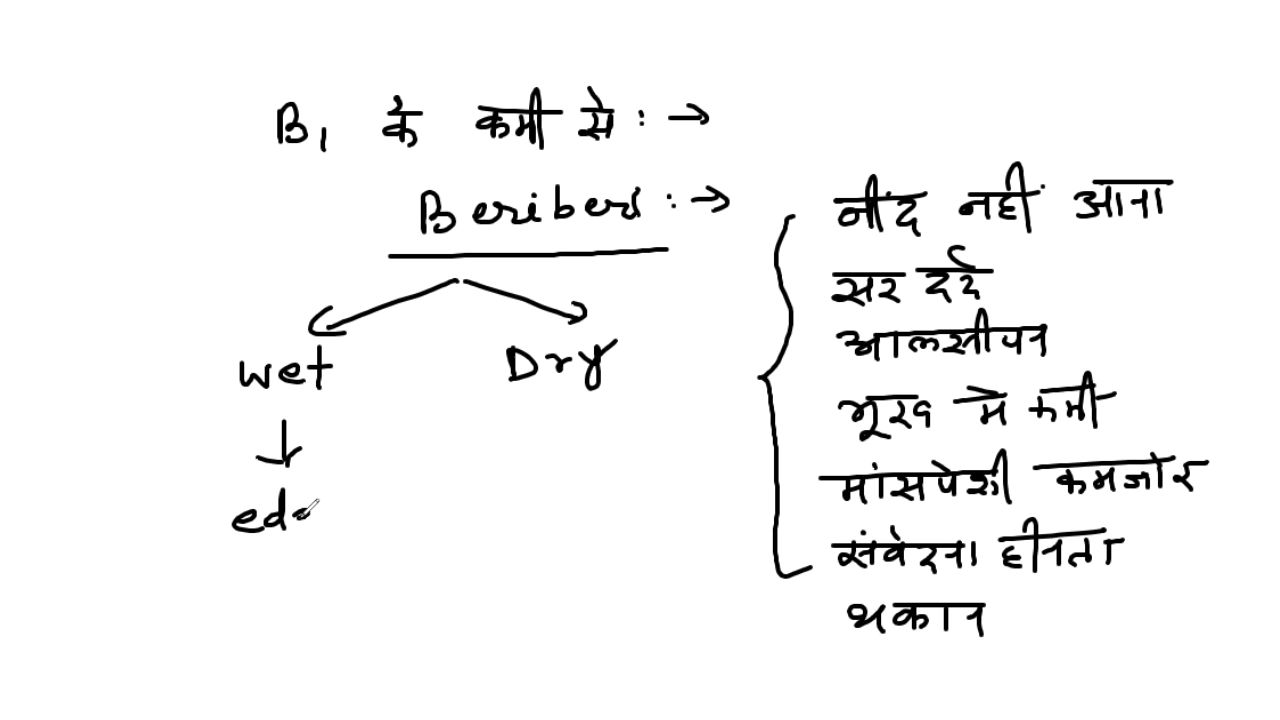 B1 के कमी से :→
Beriberi :→
wet
Dry
नींद नहीं आना
सर दर्द
आलसीपन
भूख मे कमी
मांसपेशी कमजोर
संवेदना हीनता
थकान